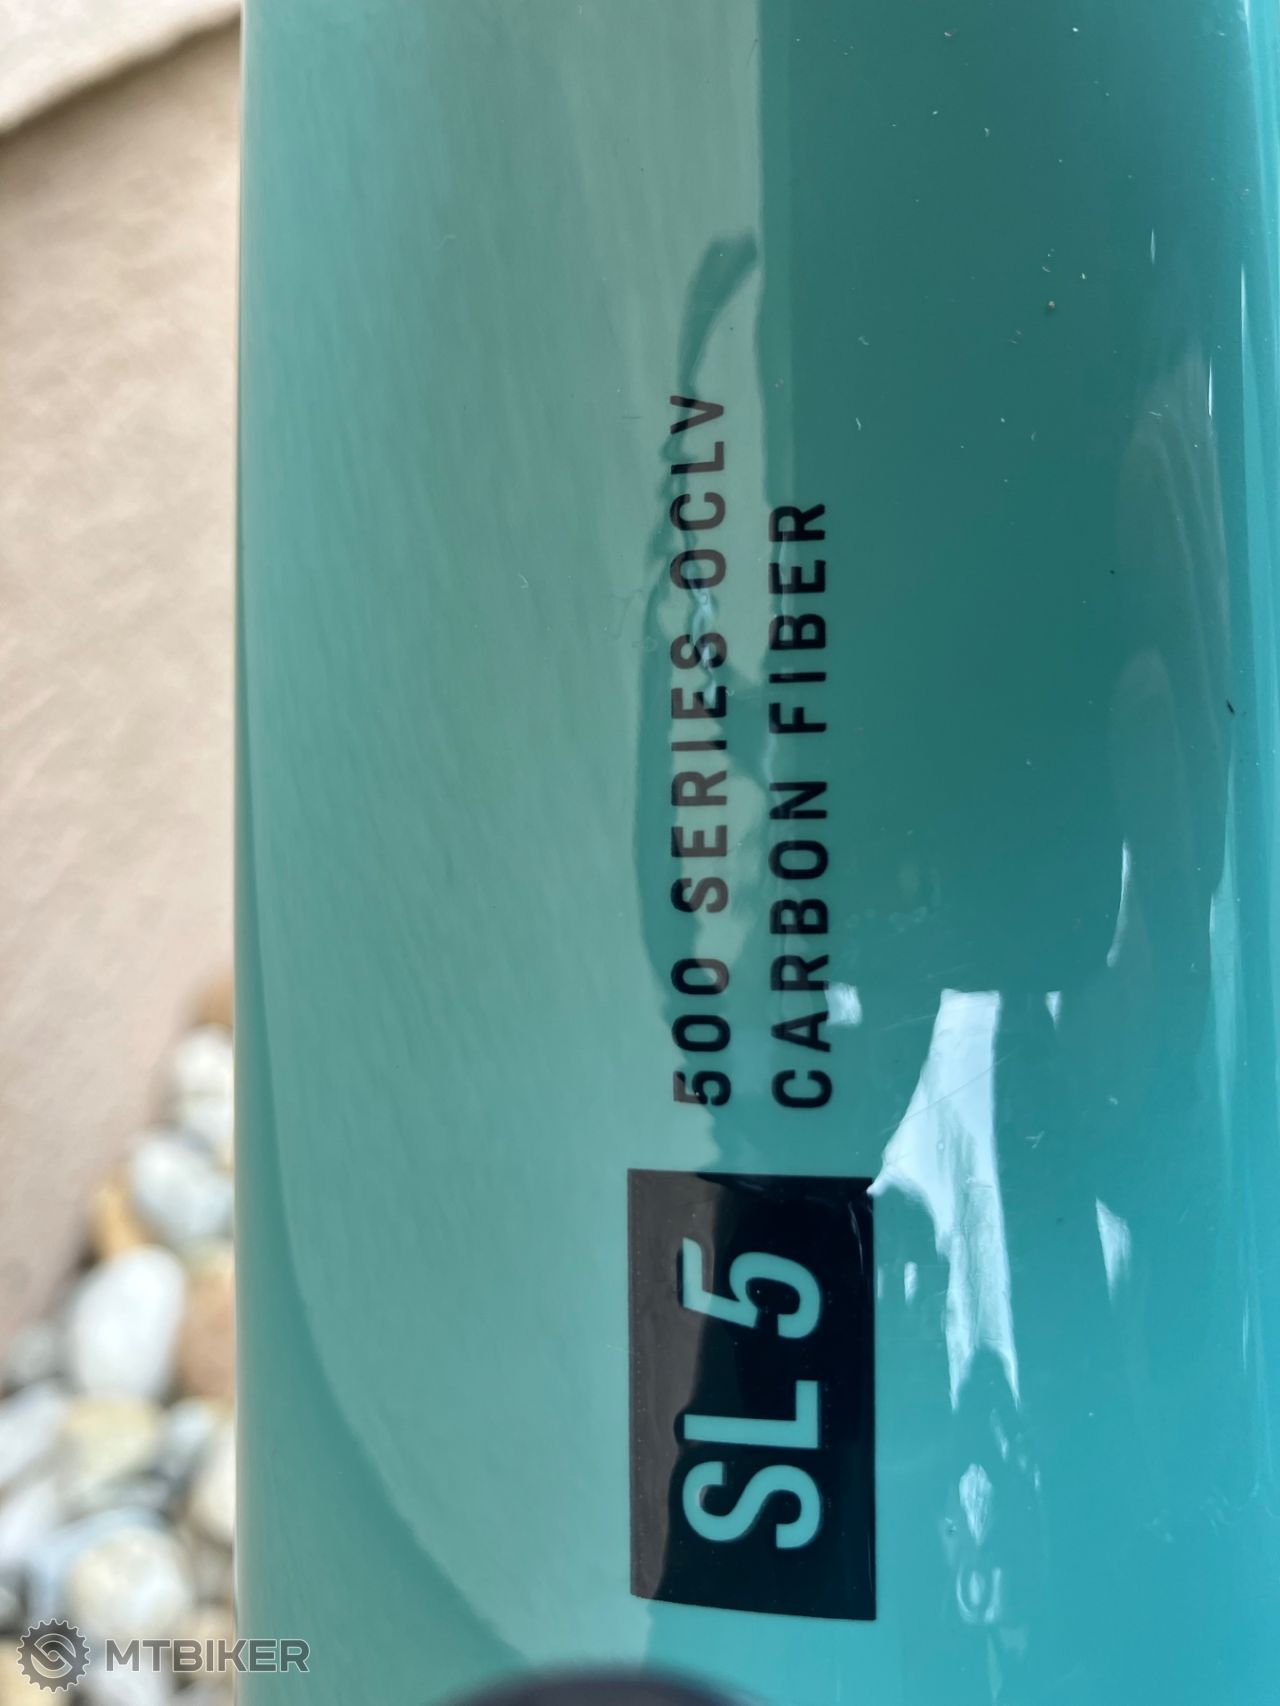 500 SERIES OCLV
CARBON FIBER
SL 5
MTBIKER